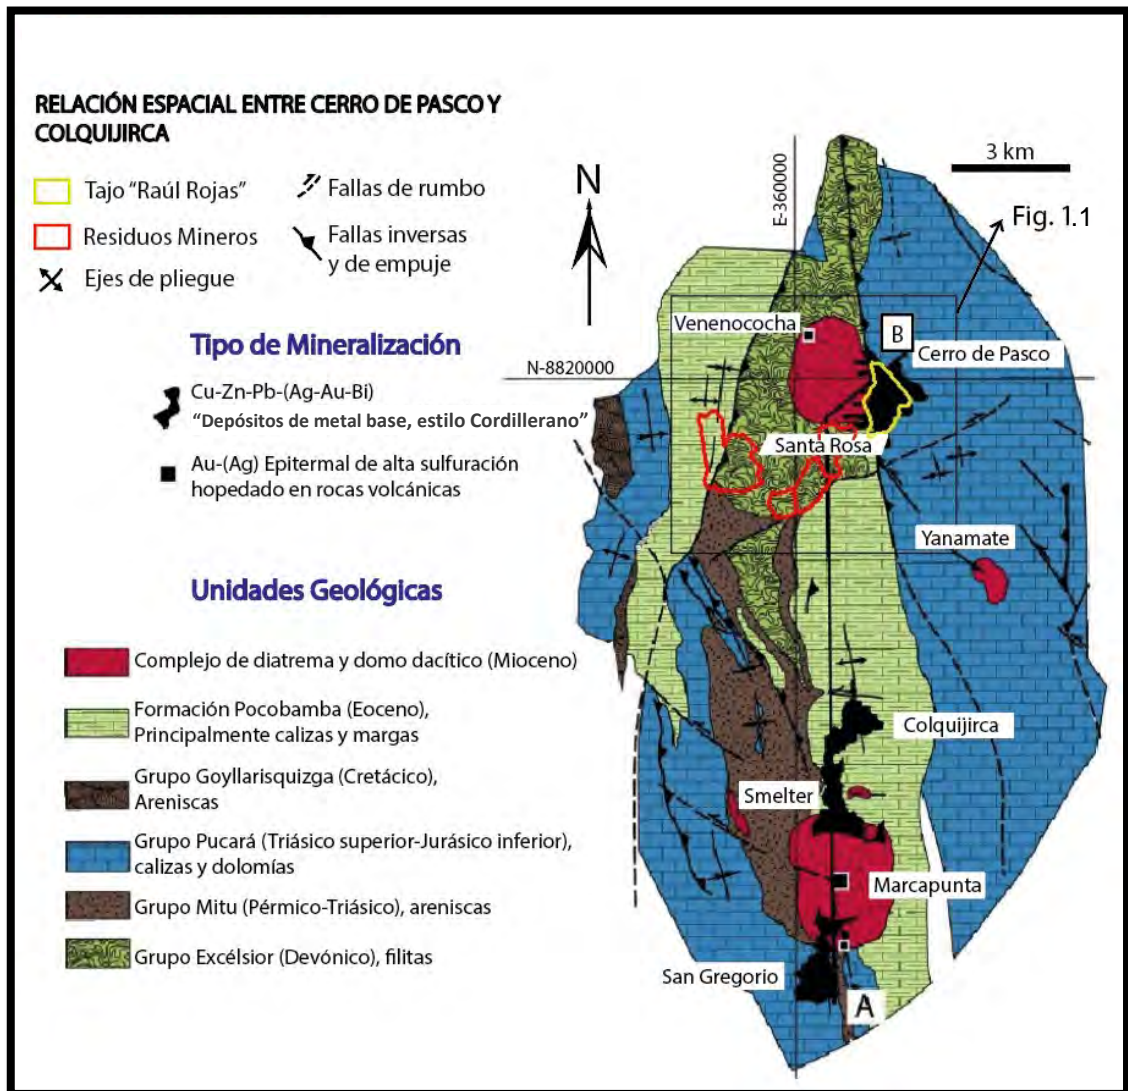 RELACIÓN ESPACIAL ENTRE CERRO DE PASCO Y
COLQUIJIRCA
Tajo “Raúl Rojas”
Residuos Mineros
Ejes de pliegue
Fallas de rumbo
Fallas inversas
y de empuje
Tipo de Mineralización
Cu-Zn-Pb-(Ag-Au-Bi)
“Depósitos de metal base, estilo Cordillerano”
Au-(Ag) Epitermal de alta sulfuración
hopedado en rocas volcánicas
Unidades Geológicas
Complejo de diatrema y domo dacítico (Mioceno)
Formación Pocobamba (Eoceno),
Principalmente calizas y margas
Grupo Goyllarisquizga (Cretácico),
Areniscas
Grupo Pucará (Triásico superior-Jurásico inferior),
calizas y dolomías
Grupo Mitu (Pérmico-Triásico), areniscas
Grupo Excélsior (Devónico), filitas
N
3 km
E-360000
Fig. 1.1
Venenococha
B
Cerro de Pasco
N-8820000
Santa Rosa
Yanamate
Colquijirca
Smelter
Marcapunta
San Gregorio
A